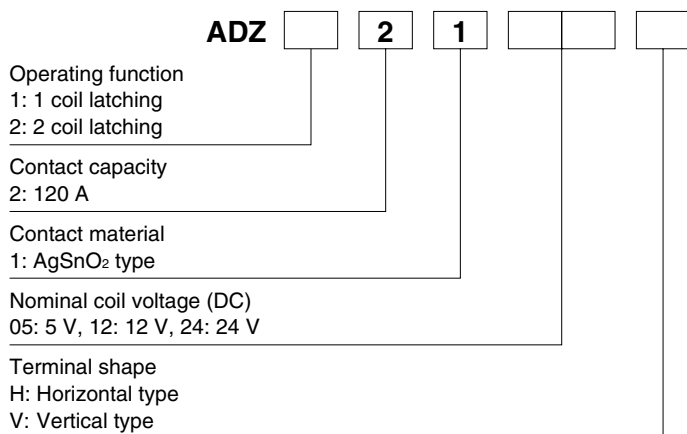 ADZ 2 1
Operating function
1: 1 coil latching
2: 2 coil latching
Contact capacity
2: 120 A
Contact material
1: AgSnO₂ type
Nominal coil voltage (DC)
05: 5 V, 12: 12 V, 24: 24 V
Terminal shape
H: Horizontal type
V: Vertical type